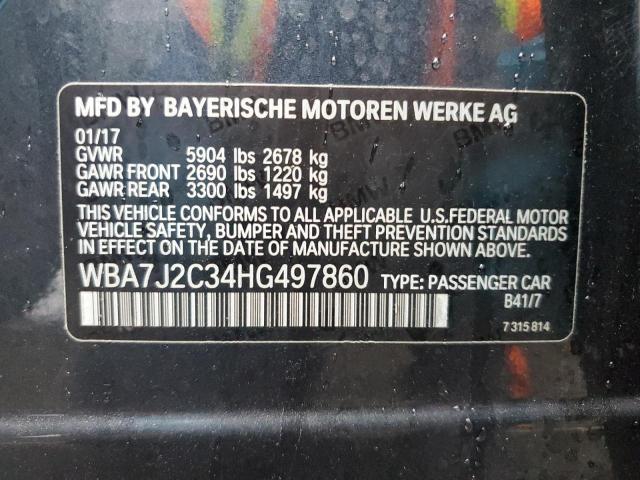 MFD BY BAYERISCHE MOTOREN WERKE AG
01/17
GVWR 5904 lbs 2678 kg
GAWR FRONT 2690 lbs 1220 kg
GAWR REAR 3300 lbs 1497 kg
THIS VEHICLE CONFORMS TO ALL APPLICABLE U.S.FEDERAL MOTOR
VEHICLE SAFETY, BUMPER AND THEFT PREVENTION STANDARDS
IN EFFECT ON THE DATE OF MANUFACTURE SHOWN ABOVE.
WBA7J2C34HG497860 TYPE: PASSENGER CAR
B41/7
7 315 814